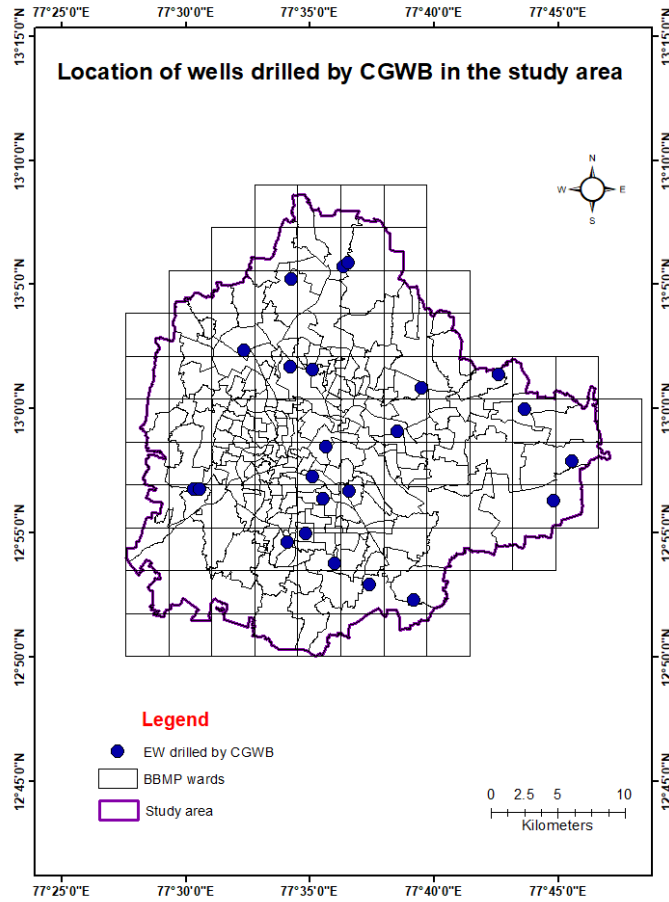 77°25'0"E 77°30'0"E 77°35'0"E 77°40'0"E 77°45'0"E
13°15'0"N 13°15'0"N
Location of wells drilled by CGWB in the study area
13°10'0"N 13°10'0"N
N
W E
S
13°5'0"N 13°5'0"N
13°0'0"N 13°0'0"N
12°55'0"N 12°55'0"N
12°50'0"N 12°50'0"N
Legend
EW drilled by CGWB
BBMP wards
Study area
12°45'0"N 12°45'0"N
0 2.5 5 10
Kilometers
77°25'0"E 77°30'0"E 77°35'0"E 77°40'0"E 77°45'0"E